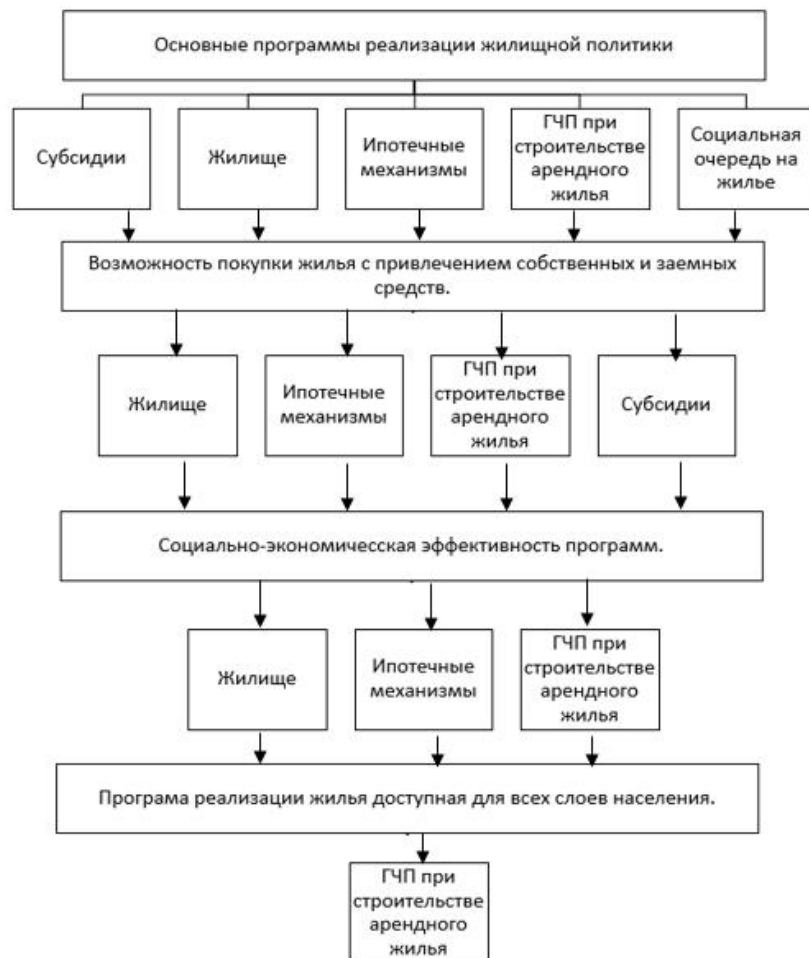 Основные программы реализации жилищной политики
Субсидии
Жилище
Ипотечные
механизмы
ГЧП при
строительстве
арендного
жилья
Социальная
очередь на
жилье
Возможность покупки жилья с привлечением собственных и заемных
средств.
Жилище
Ипотечные
механизмы
ГЧП при
строительстве
арендного
жилья
Субсидии
Социально-экономичесская эффективность программ.
Жилище
Ипотечные
механизмы
ГЧП при
строительстве
арендного
жилья
Програма реализации жилья доступная для всех слоев населения.
ГЧП при
строительстве
арендного
жилья